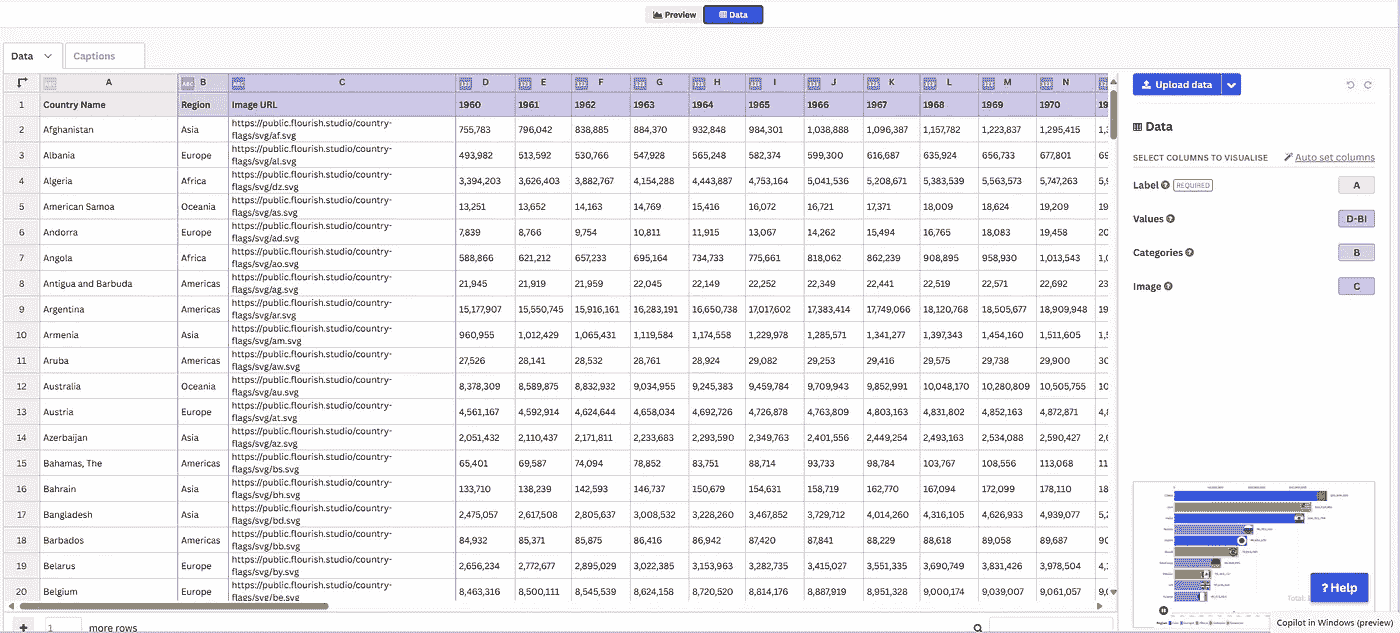 Preview Data
Data Captions
A B C D E F G H I J K L M N
1 Country Name Region Image URL 1960 1961 1962 1963 1964 1965 1966 1967 1968 1969 1970 19
2 Afghanistan Asia https://public.flourish.studio/country-flags/svg/af.svg 755,783 796,042 838,885 884,370 932,848 984,301 1,038,888 1,096,387 1,157,782 1,223,837 1,295,415
3 Albania Europe https://public.flourish.studio/country-flags/svg/al.svg 493,982 513,592 530,766 547,928 565,248 582,374 599,300 616,687 635,924 656,733 677,801 69
4 Algeria Africa https://public.flourish.studio/country-flags/svg/dz.svg 3,394,203 3,626,403 3,882,767 4,154,288 4,443,887 4,753,164 5,041,536 5,208,671 5,383,539 5,563,573 5,747,263
5 American Samoa Oceania https://public.flourish.studio/country-flags/svg/as.svg 13,251 13,652 14,163 14,769 15,416 16,072 16,721 17,371 18,009 18,624 19,209 19
6 Andorra Europe https://public.flourish.studio/country-flags/svg/ad.svg 7,839 8,766 9,754 10,811 11,915 13,067 14,262 15,494 16,765 18,083 19,458 20
7 Angola Africa https://public.flourish.studio/country-flags/svg/ao.svg 588,866 621,212 657,233 695,164 734,733 775,661 818,062 862,239 908,895 958,930 1,013,543
8 Antigua and Barbuda Americas https://public.flourish.studio/country-flags/svg/ag.svg 21,945 21,919 21,959 22,045 22,149 22,252 22,349 22,441 22,519 22,571 22,692 23
9 Argentina Americas https://public.flourish.studio/country-flags/svg/ar.svg 15,177,907 15,550,745 15,916,161 16,283,191 16,650,738 17,017,602 17,383,414 17,749,066 18,120,768 18,505,677 18,909,948 19
10 Armenia Asia https://public.flourish.studio/country-flags/svg/am.svg 960,955 1,012,429 1,065,431 1,119,584 1,174,558 1,229,978 1,285,571 1,341,277 1,397,343 1,454,160 1,511,605
11 Aruba Americas https://public.flourish.studio/country-flags/svg/aw.svg 27,526 28,141 28,532 28,761 28,924 29,082 29,253 29,416 29,575 29,738 29,900 30
12 Australia Oceania https://public.flourish.studio/country-flags/svg/au.svg 8,378,309 8,589,875 8,832,932 9,034,955 9,245,383 9,459,784 9,709,943 9,852,991 10,048,170 10,280,809 10,505,755 10
13 Austria Europe https://public.flourish.studio/country-flags/svg/at.svg 4,561,167 4,592,914 4,624,644 4,658,034 4,692,726 4,726,878 4,763,809 4,803,163 4,831,802 4,852,163 4,872,871
14 Azerbaijan Asia https://public.flourish.studio/country-flags/svg/az.svg 2,051,432 2,110,437 2,171,811 2,233,683 2,293,590 2,349,763 2,401,556 2,449,254 2,493,163 2,534,088 2,590,427
15 Bahamas, The Americas https://public.flourish.studio/country-flags/svg/bs.svg 65,401 69,587 74,094 78,852 83,751 88,714 93,733 98,784 103,767 108,556 113,068 11
16 Bahrain Asia https://public.flourish.studio/country-flags/svg/bh.svg 133,710 138,239 142,593 146,737 150,679 154,631 158,719 162,770 167,094 172,099 178,110 18
17 Bangladesh Asia https://public.flourish.studio/country-flags/svg/bd.svg 2,475,057 2,617,508 2,805,637 3,008,532 3,228,260 3,467,852 3,729,712 4,014,260 4,316,105 4,626,933 4,939,077
18 Barbados Americas https://public.flourish.studio/country-flags/svg/bb.svg 84,932 85,371 85,875 86,416 86,942 87,420 87,841 88,229 88,618 89,058 89,687 90
19 Belarus Europe https://public.flourish.studio/country-flags/svg/by.svg 2,656,234 2,772,677 2,895,029 3,022,385 3,153,963 3,282,735 3,415,027 3,551,335 3,690,749 3,831,426 3,978,504
20 Belgium Europe https://public.flourish.studio/country-flags/svg/be.svg 8,463,316 8,500,111 8,545,539 8,624,158 8,720,520 8,814,176 8,887,919 8,951,328 9,000,174 9,039,007 9,061,057
1 more rows
Upload data
Data
SELECT COLUMNS TO VISUALISE Auto set columns
Label REQUIRED A
Values D-BI
Categories B
Image C
? Help
Copilot in Windows (preview)